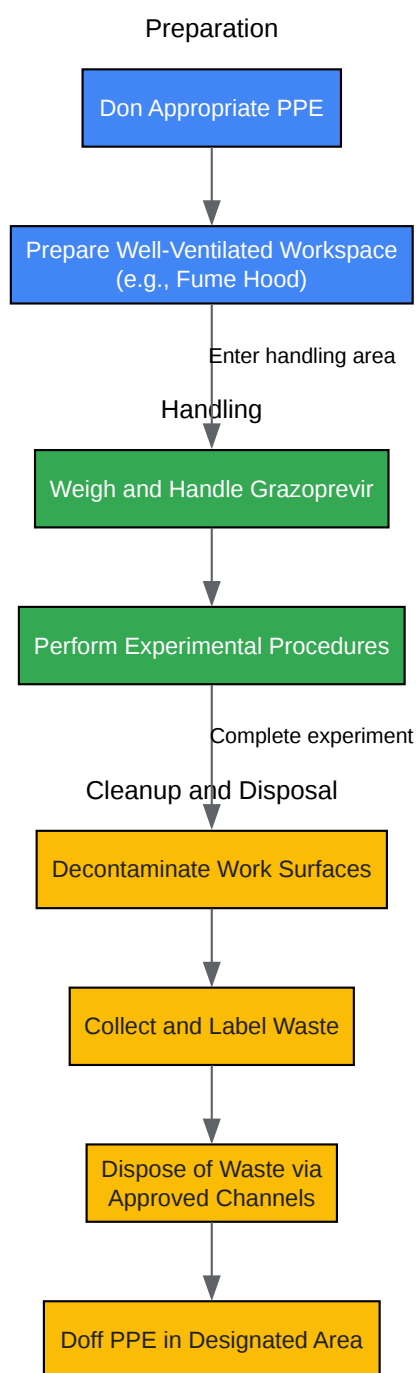 Preparation
Don Appropriate PPE
Prepare Well-Ventilated Workspace
(e.g., Fume Hood)
Enter handling area
Handling
Weigh and Handle Grazoprevir
Perform Experimental Procedures
Complete experiment
Cleanup and Disposal
Decontaminate Work Surfaces
Collect and Label Waste
Dispose of Waste via
Approved Channels
Doff PPE in Designated Area